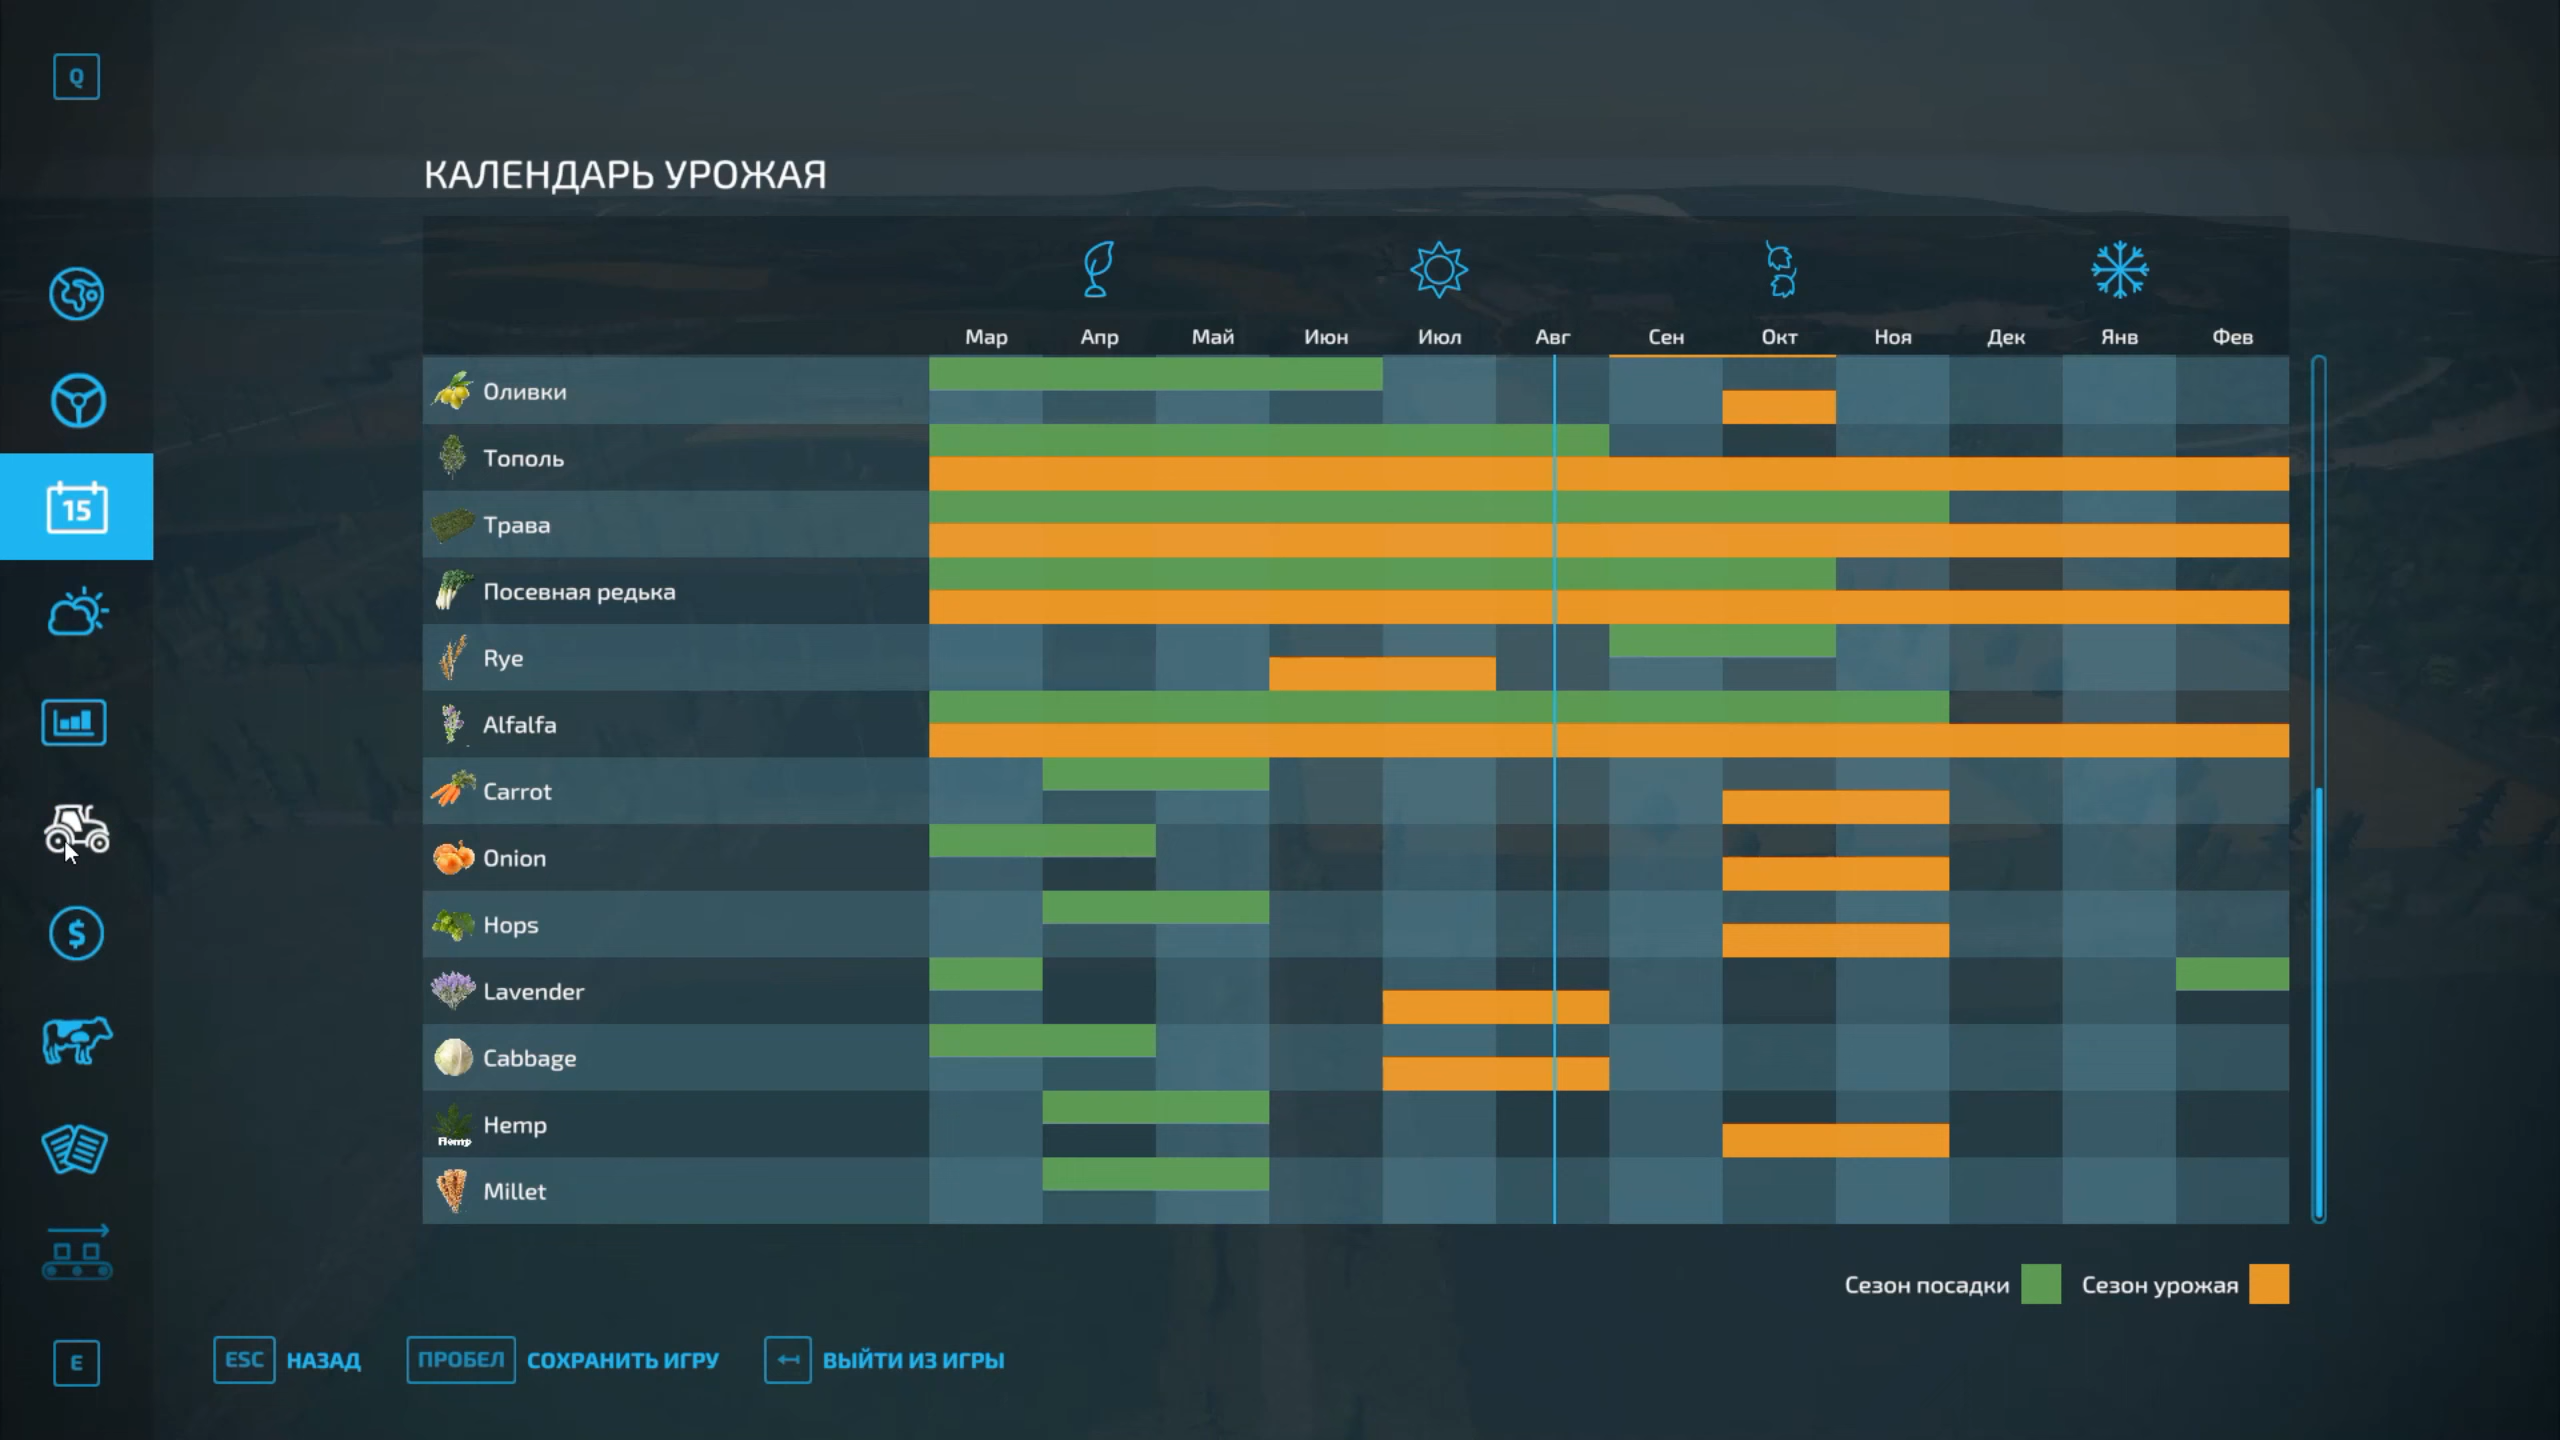 Q
КАЛЕНДАРЬ УРОЖАЯ
Мар Апр Май Июн Июл Авг Сен Окт Ноя Дек Янв Фев
Оливки
Тополь
15
Трава
Посевная редька
Rye
Alfalfa
Carrot
Onion
Hops
$
Lavender
Cabbage
Hemp
Hemp
Millet
Сезон посадки Сезон урожая
E
ESC НАЗАД ПРОБЕЛ СОХРАНИТЬ ИГРУ ВЫЙТИ ИЗ ИГРЫ